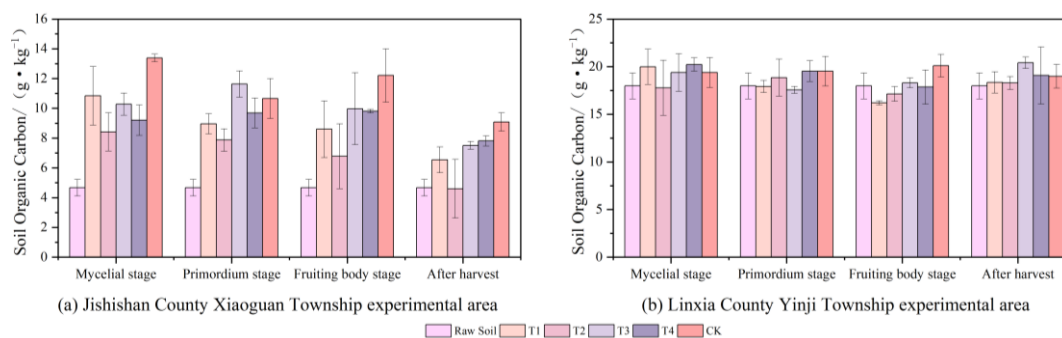 Soil Organic Carbon/（g • kg⁻¹）
16
14
12
10
8
6
4
2
0
Mycelial stage Primordium stage Fruiting body stage After harvest
(a) Jishishan County Xiaoguan Township experimental area
Soil Organic Carbon/（g • kg⁻¹）
25
20
15
10
5
0
Mycelial stage Primordium stage Fruiting body stage After harvest
(b) Linxia County Yinji Township experimental area
Raw Soil T1 T2 T3 T4 CK